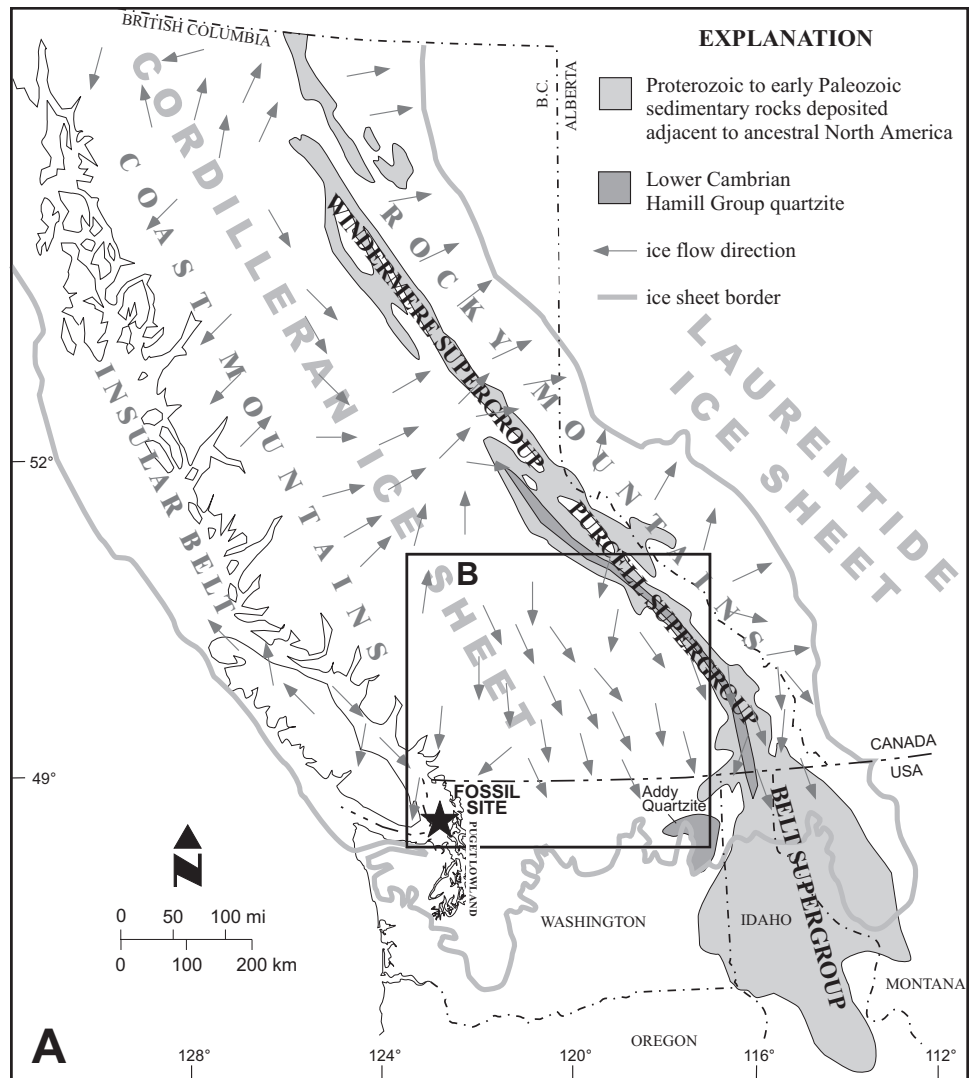 BRITISH COLUMBIA
B.C.
ALBERTA
EXPLANATION
Proterozoic to early Paleozoic
sedimentary rocks deposited
adjacent to ancestral North America
Lower Cambrian
Hamill Group quartzite
ice flow direction
ice sheet border
CORDILLERAN ICE SHEET
COAST MOUNTAINS
INSULAR BELT
ROCKY MOUNTAINS
WINDERMERE SUPERGROUP
PURCELL SUPERGROUP
BELT SUPERGROUP
LAURENTIDE
ICE SHEET
52°
49°
B
CANADA
USA
FOSSIL
SITE
Addy
Quartzite
PUGET LOWLAND
N
0 50 100 mi
0 100 200 km
WASHINGTON
IDAHO
MONTANA
OREGON
A
128° 124° 120° 116° 112°